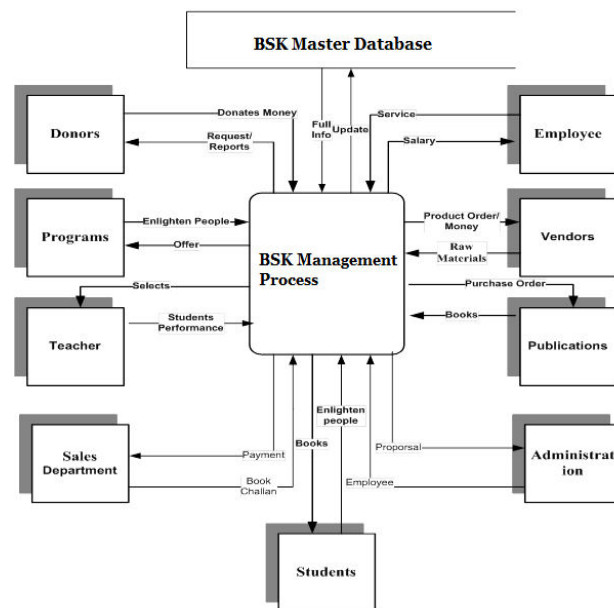 BSK Master Database
Donors
Donates Money
Request/
Reports
Full
Info
Update
Service
Salary
Employee
Programs
Enlighten People
Offer
BSK Management
Process
Product Order/
Money
Raw
Materials
Vendors
Selects
Teacher
Students
Performance
Purchase Order
Books
Publications
Sales
Department
Payment
Book
Challan
Books
Enlighten
people
Proporsal
Employee
Administrat
ion
Students